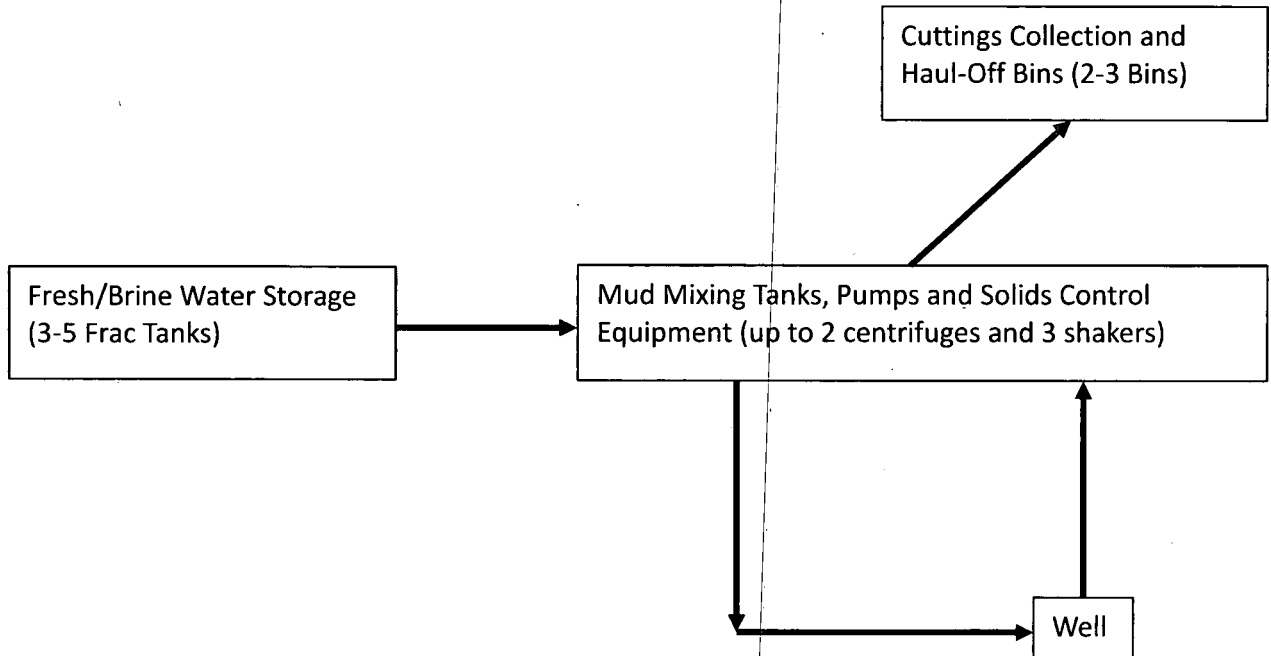 Cuttings Collection and
Haul-Off Bins (2-3 Bins)
Fresh/Brine Water Storage
(3-5 Frac Tanks)
Mud Mixing Tanks, Pumps and Solids Control
Equipment (up to 2 centrifuges and 3 shakers)
Well